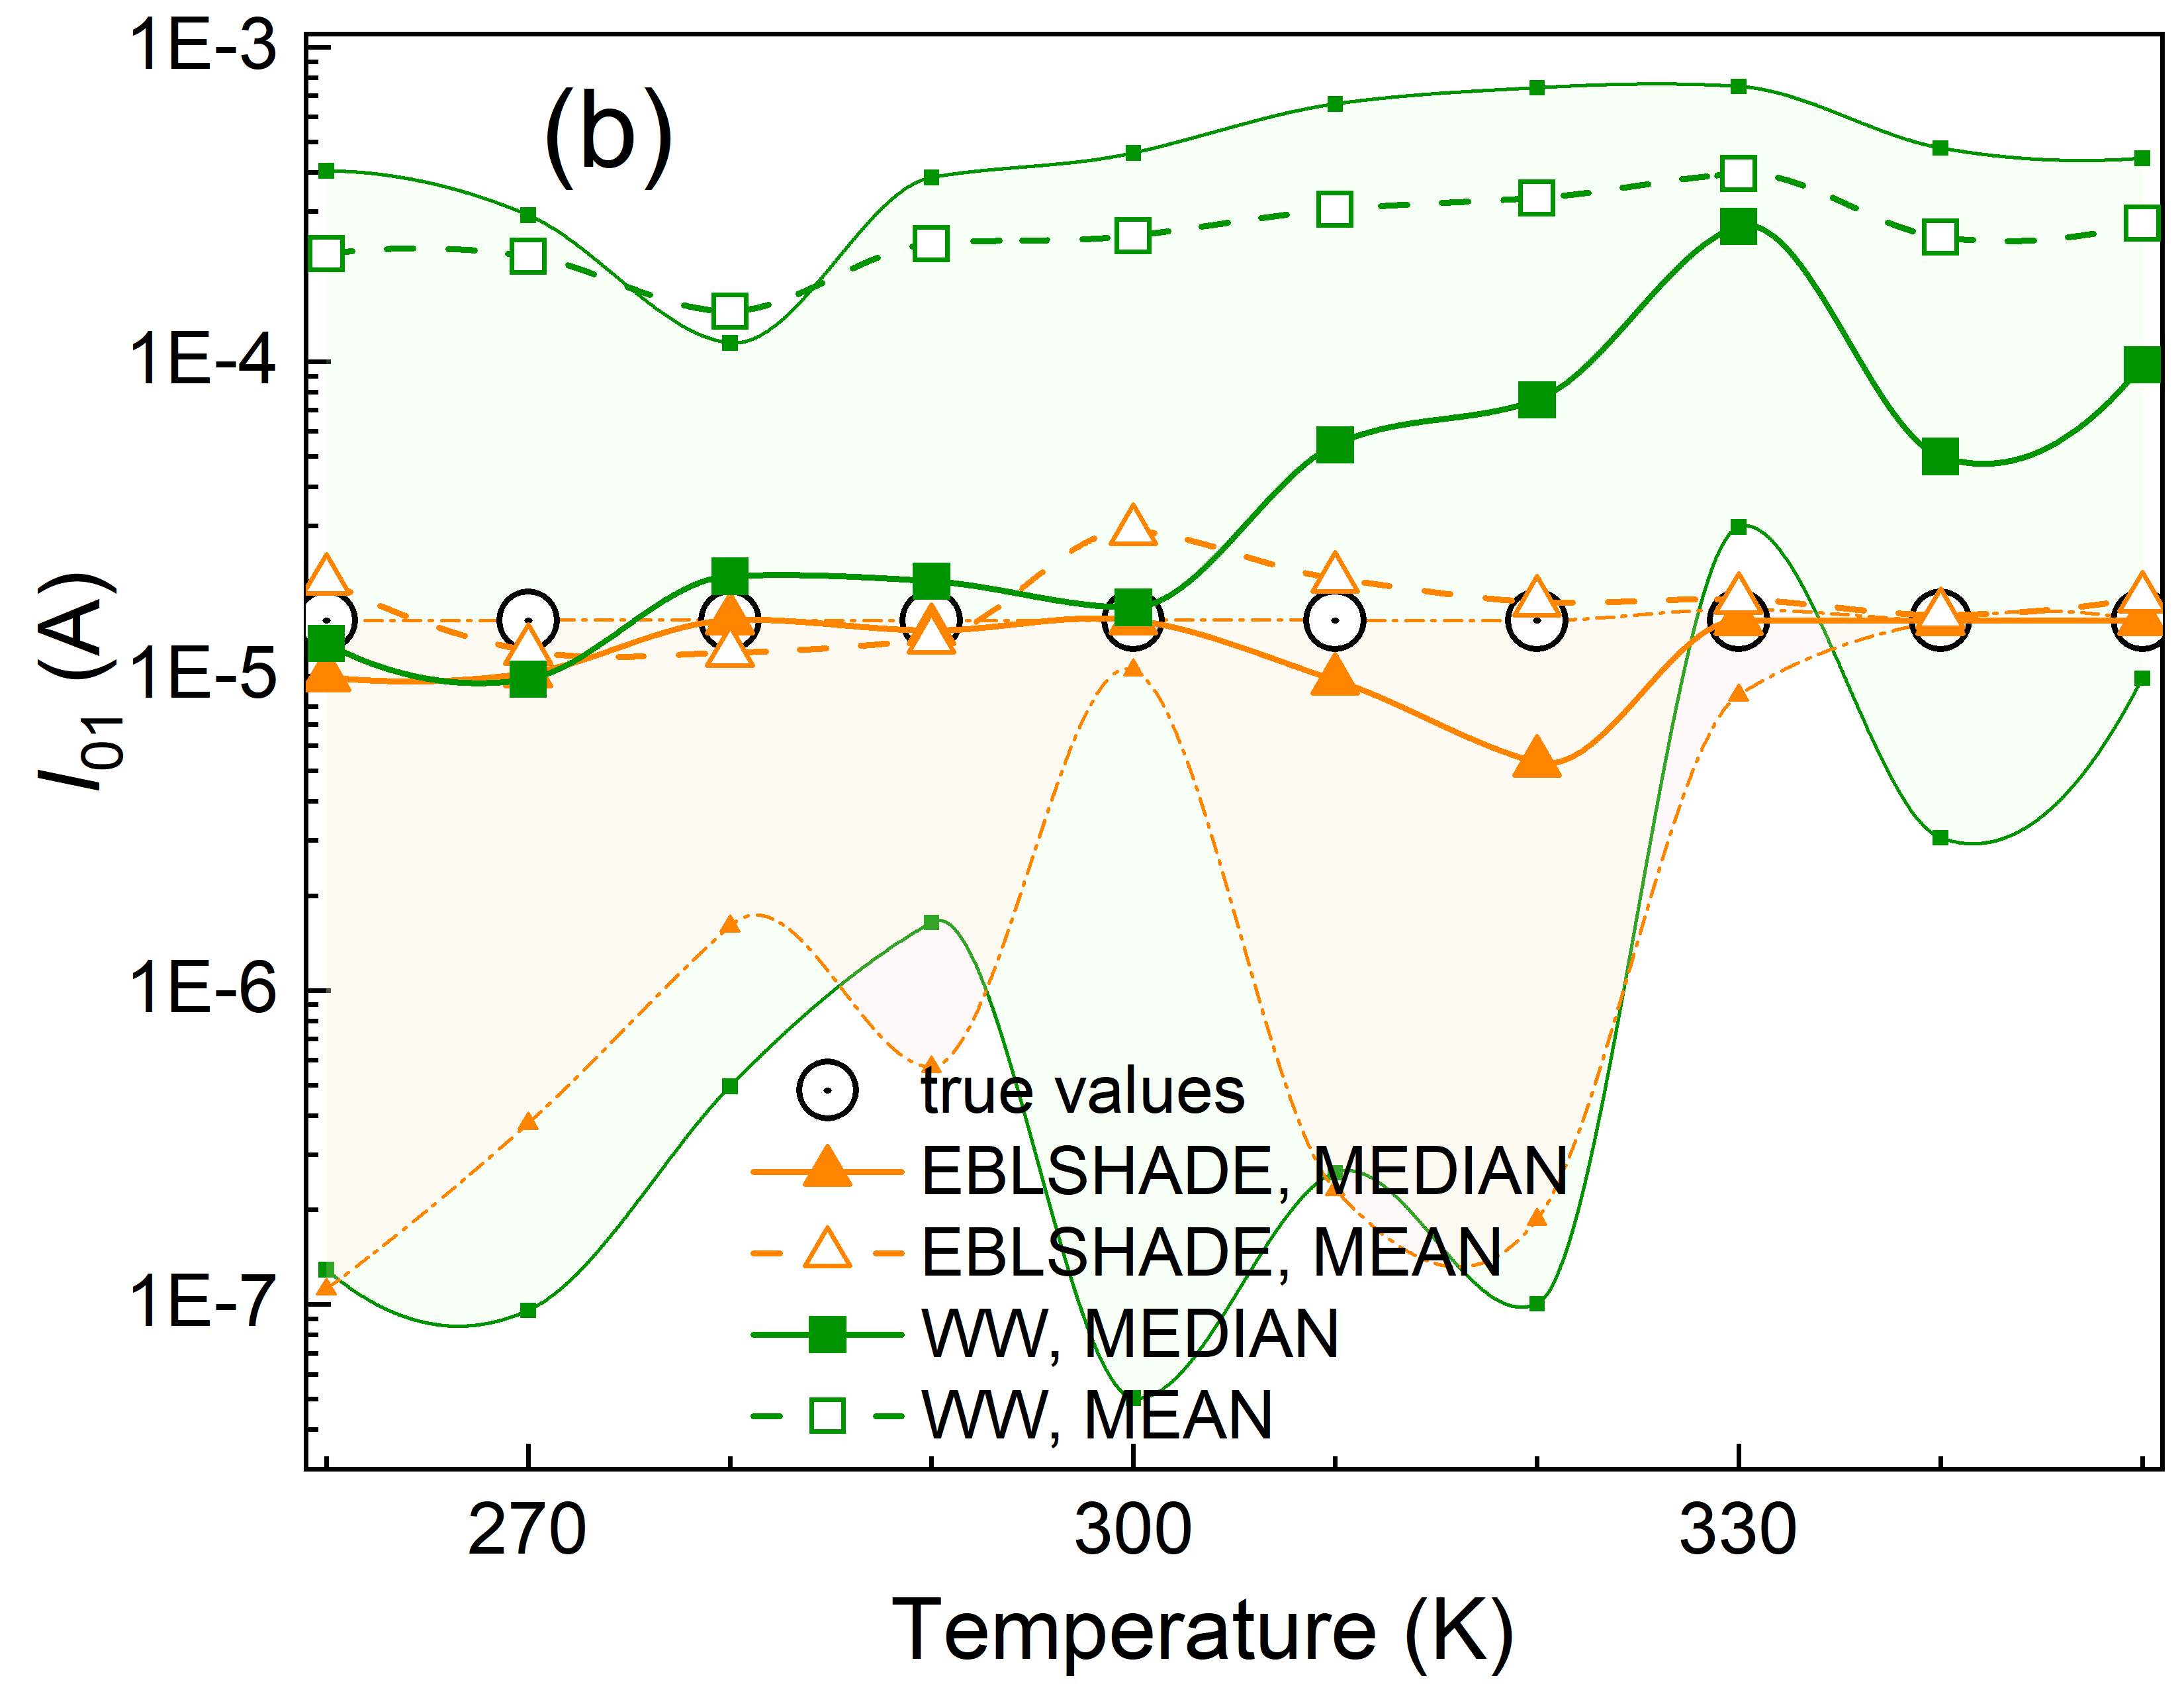 1E-3
(b)
1E-4
1E-5
1E-6
1E-7
I01 (A)
true values
EBLSHADE, MEDIAN
EBLSHADE, MEAN
WW, MEDIAN
WW, MEAN
270
300
330
Temperature (K)